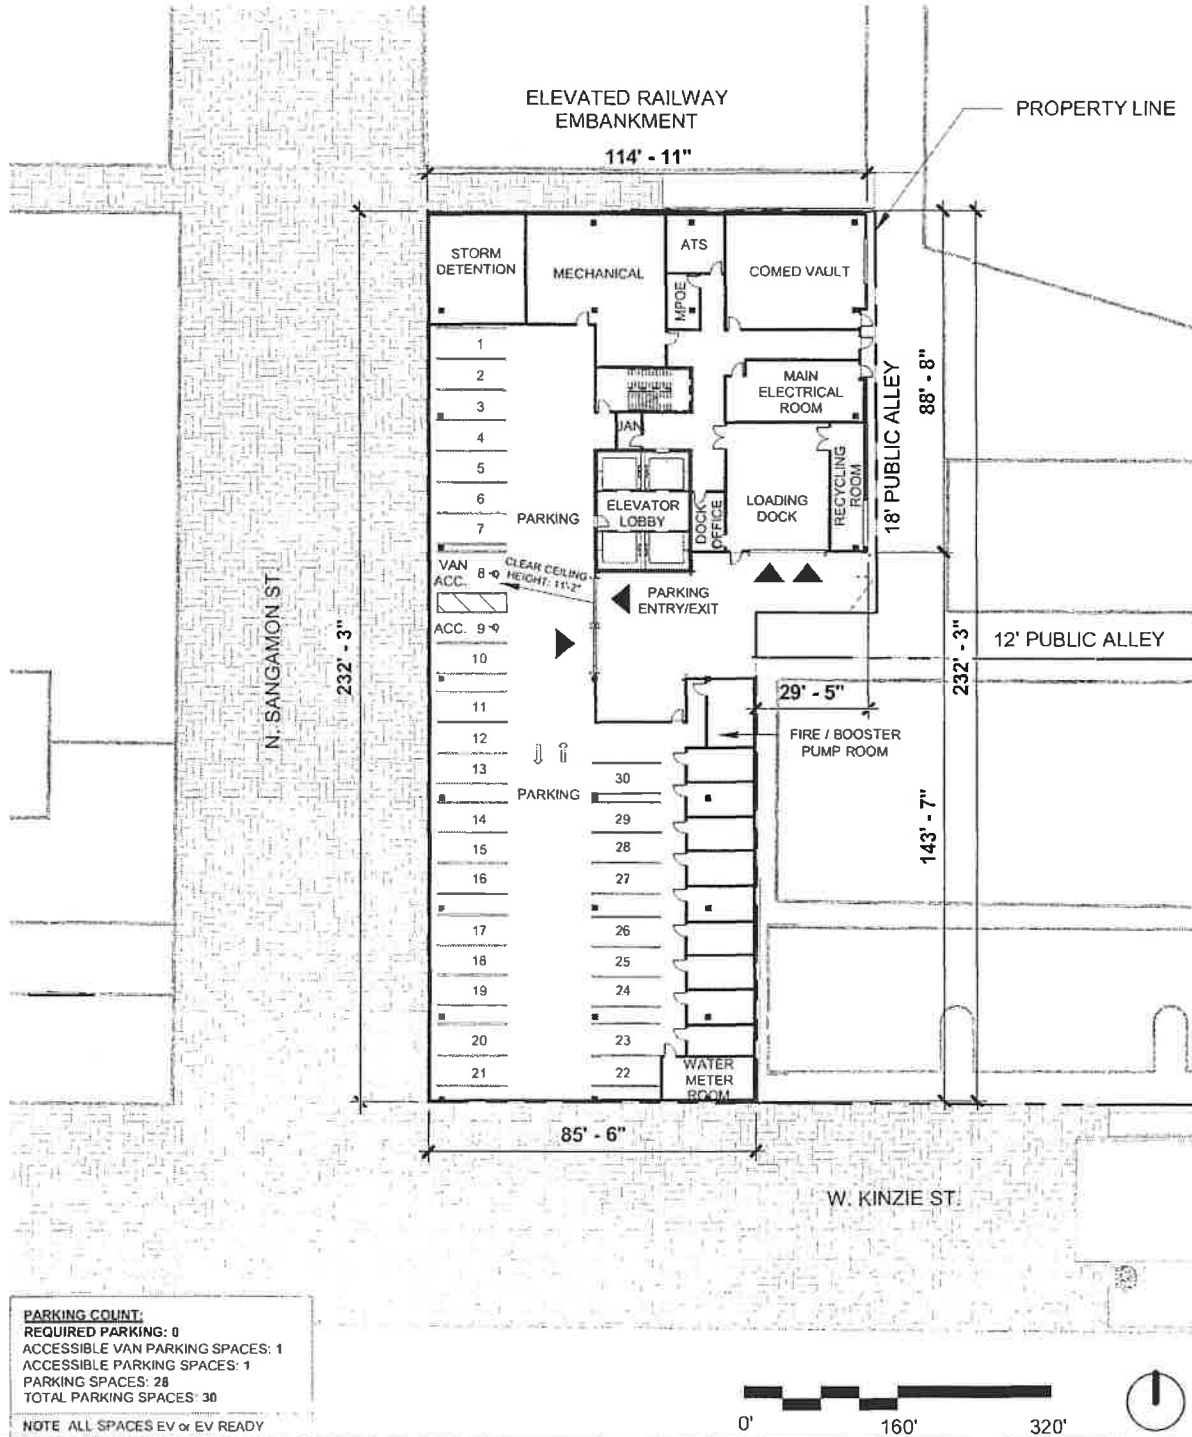 ELEVATED RAILWAY
EMBANKMENT
PROPERTY LINE
114' - 11"
STORM
DETENTION
MECHANICAL
ATS
COMED VAULT
MPOE
1
2
3
4
5
6
7
MAIN
ELECTRICAL
ROOM
18' PUBLIC ALLEY
88' - 8"
JAN
PARKING
ELEVATOR
LOBBY
DOCK
OFFICE
LOADING
DOCK
RECYCLING
ROOM
VAN
ACC.
8
CLEAR CEILING
HEIGHT: 11'-2"
PARKING
ENTRY/EXIT
ACC. 9
10
11
12
13
14
15
16
17
18
19
20
21
N. SANGAMON ST.
232' - 3"
12' PUBLIC ALLEY
232' - 3"
29' - 5"
FIRE / BOOSTER
PUMP ROOM
PARKING
30
29
28
27
26
25
24
23
22
143' - 7"
WATER
METER
ROOM
85' - 6"
W. KINZIE ST.
PARKING COUNT:
REQUIRED PARKING: 0
ACCESSIBLE VAN PARKING SPACES: 1
ACCESSIBLE PARKING SPACES: 1
PARKING SPACES: 28
TOTAL PARKING SPACES: 30
NOTE ALL SPACES EV or EV READY
0' 160' 320'